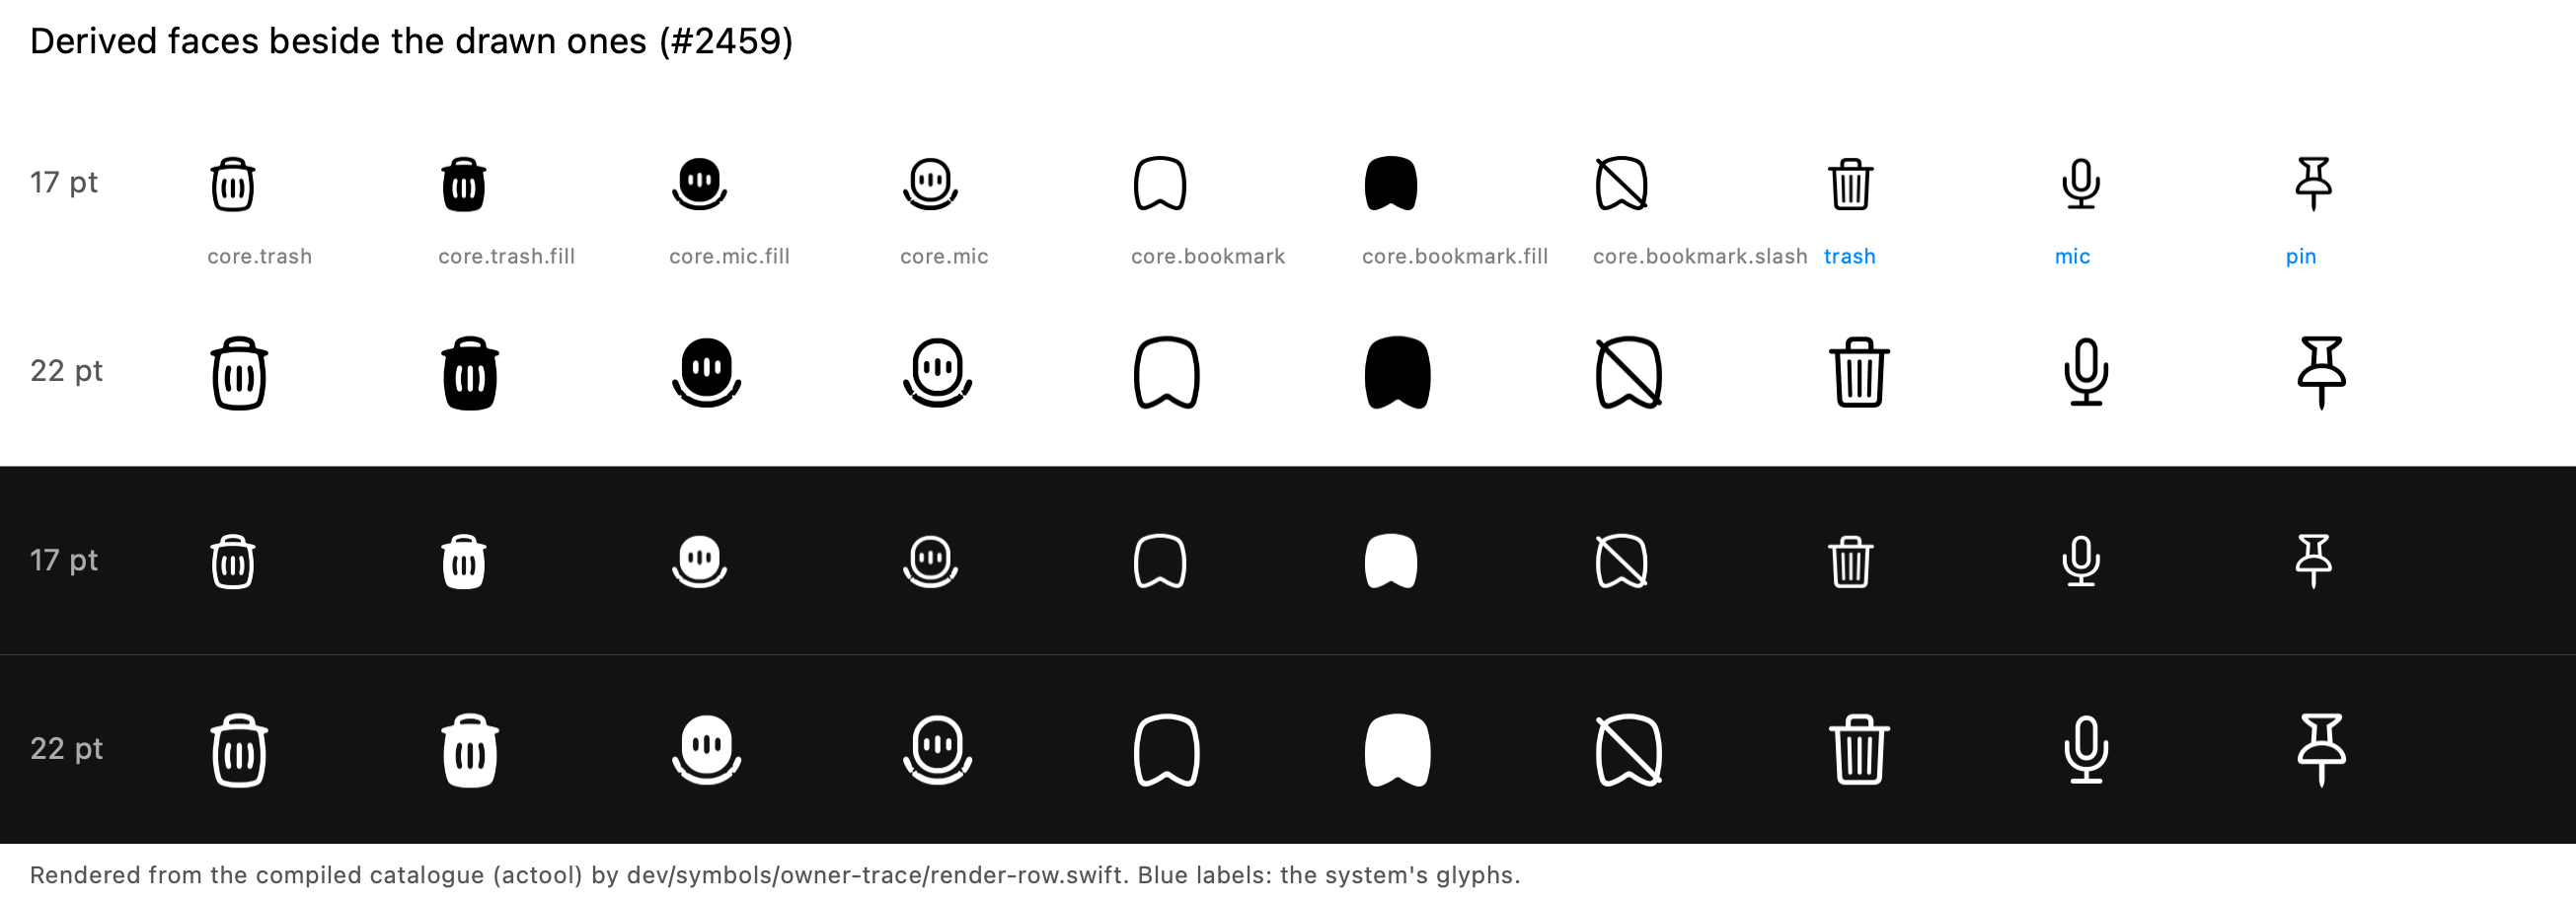 Derived faces beside the drawn ones (#2459)
17 pt
core.trash core.trash.fill core.mic.fill core.mic core.bookmark core.bookmark.fill core.bookmark.slash trash mic pin
22 pt
17 pt
22 pt
Rendered from the compiled catalogue (actool) by dev/symbols/owner-trace/render-row.swift. Blue labels: the system's glyphs.